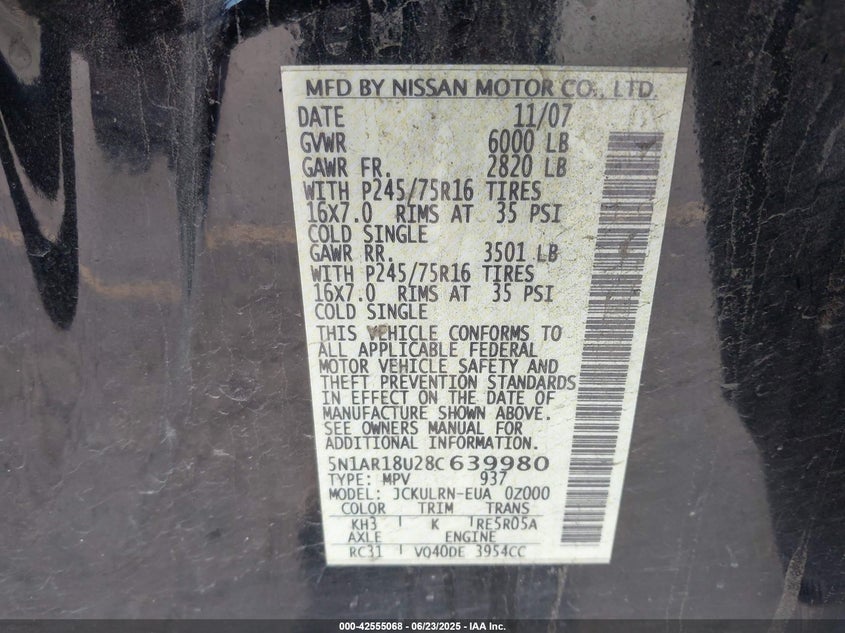 MFD BY NISSAN MOTOR CO., LTD.
DATE 11/07
GVWR 6000 LB
GAWR FR. 2820 LB
WITH P245/75R16 TIRES
16X7.0 RIMS AT 35 PSI
COLD SINGLE
GAWR RR. 3501 LB
WITH P245/75R16 TIRES
16X7.0 RIMS AT 35 PSI
COLD SINGLE
THIS VEHICLE CONFORMS TO
ALL APPLICABLE FEDERAL
MOTOR VEHICLE SAFETY AND
THEFT PREVENTION STANDARDS
IN EFFECT ON THE DATE OF
MANUFACTURE SHOWN ABOVE.
SEE OWNERS MANUAL FOR
ADDITIONAL INFORMATION.
5N1AR18U28C 639980
TYPE: MPV 937
MODEL: JCKULRN-EUA 0Z000
COLOR TRIM TRANS
KH3 K RE5R05A
AXLE ENGINE
RC31 VQ40DE 3954CC
000-42555068 - 06/23/2025 - IAA Inc.